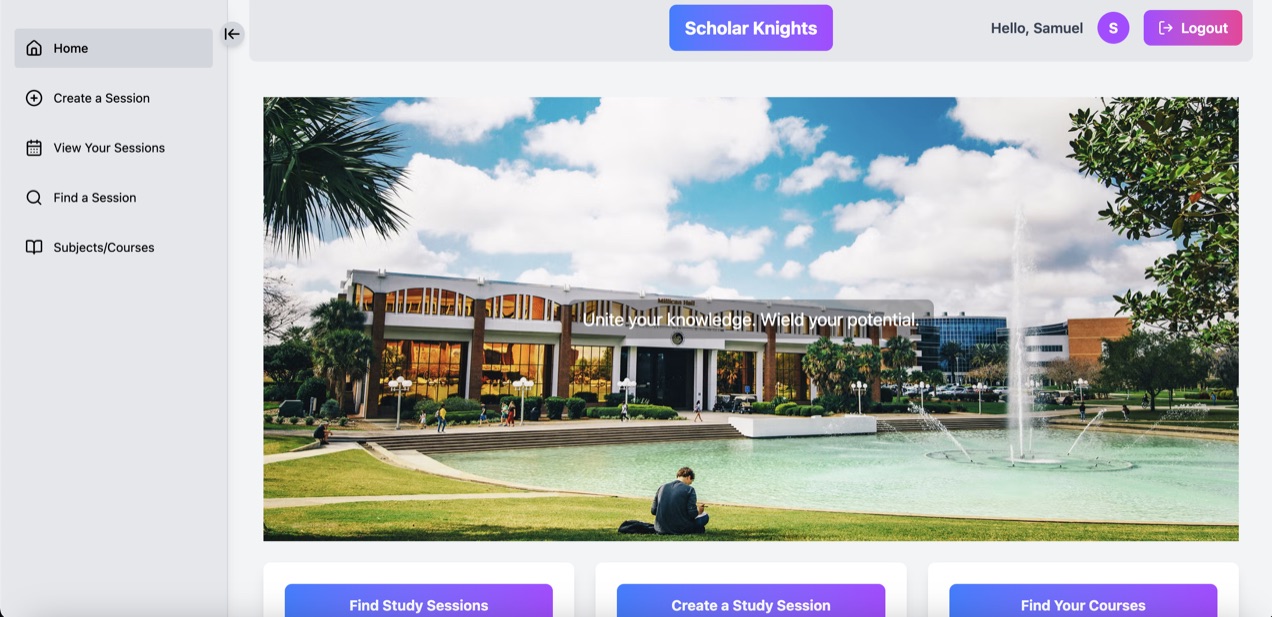 Home
Create a Session
View Your Sessions
Find a Session
Subjects/Courses
Scholar Knights
Hello, Samuel
S
Logout
Millican Hall
Unite your knowledge. Wield your potential.
Find Study Sessions
Create a Study Session
Find Your Courses